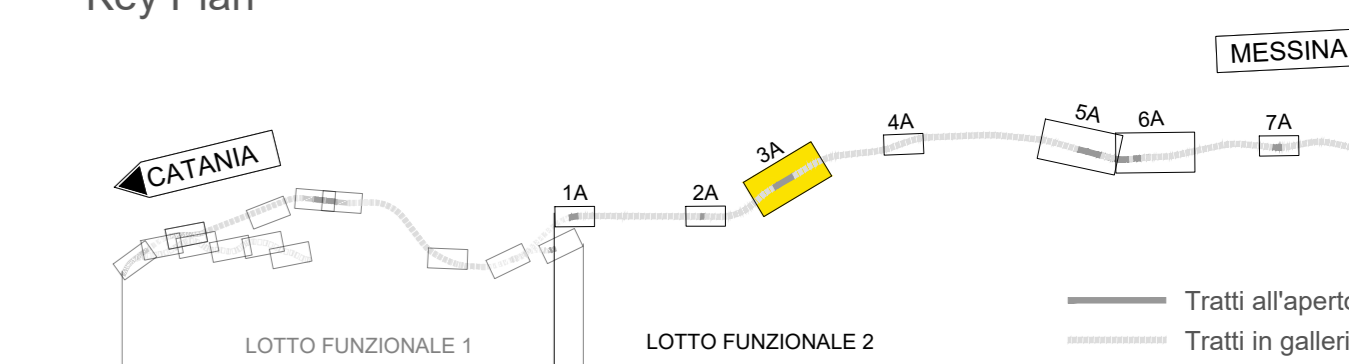 Key Plan
MESSINA
CATANIA
1A
2A
3A
4A
5A
6A
7A
Tratti all'aperto
Tratti in galleri
LOTTO FUNZIONALE 1
LOTTO FUNZIONALE 2